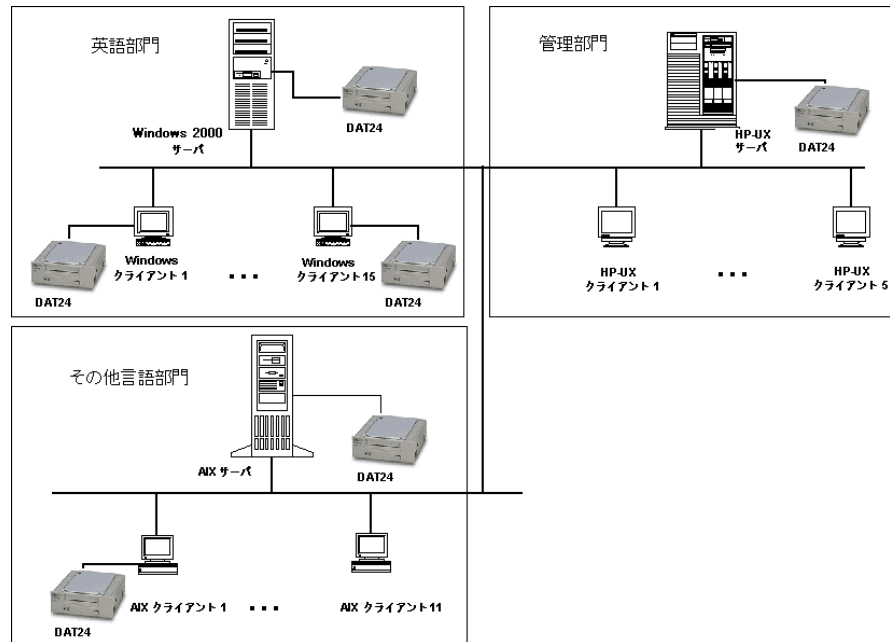 英語部門
DAT24
Windows 2000
サーバ
Windows
クライアント1
DAT24
...
Windows
クライアント15
DAT24
管理部門
HP-UX
サーバ
DAT24
HP-UX
クライアント1
...
HP-UX
クライアント5
その他言語部門
AIX サーバ
DAT24
DAT24
AIX クライアント1
...
AIX クライアント11